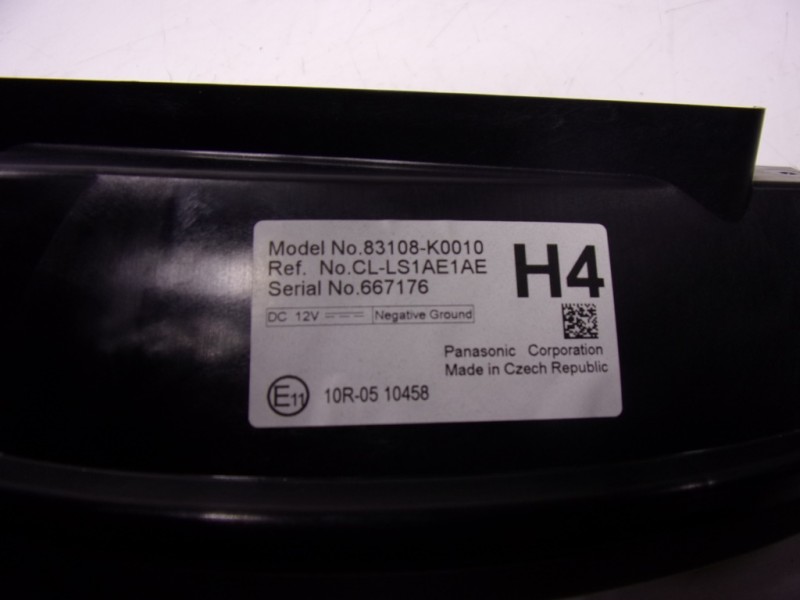 Model No.83108-K0010
Ref. No.CL-LS1AE1AE
Serial No.667176
H4
DC 12V Negative Ground
Panasonic Corporation
Made in Czech Republic
E11 10R-05 10458